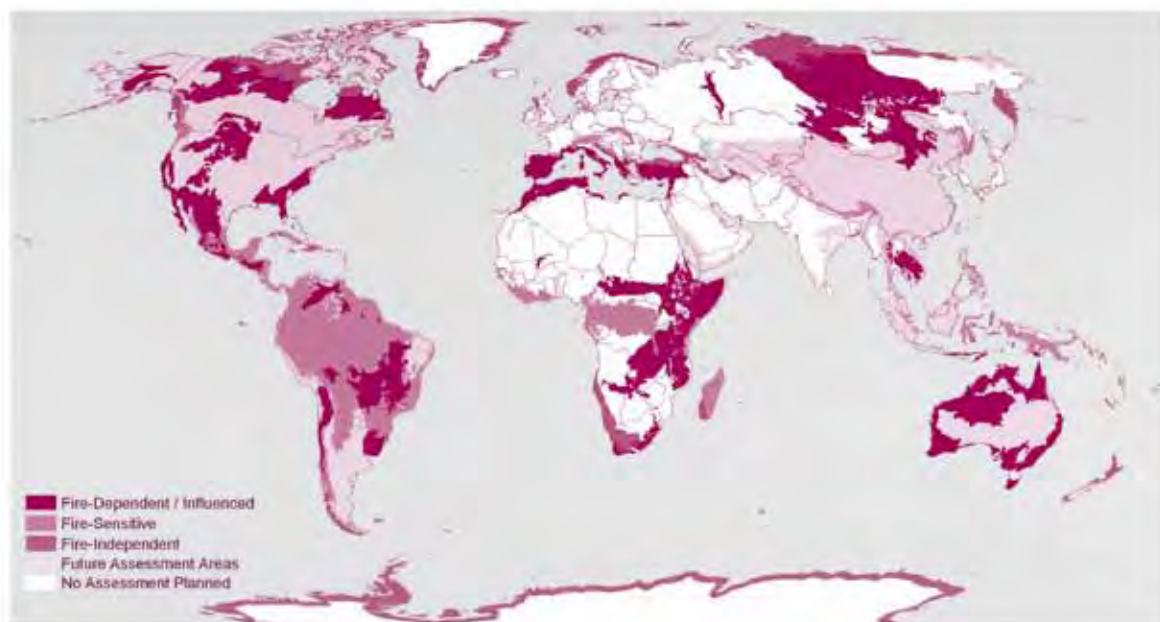 Fire-Dependent / Influenced
Fire-Sensitive
Fire-Independent
Future Assessment Areas
No Assessment Planned